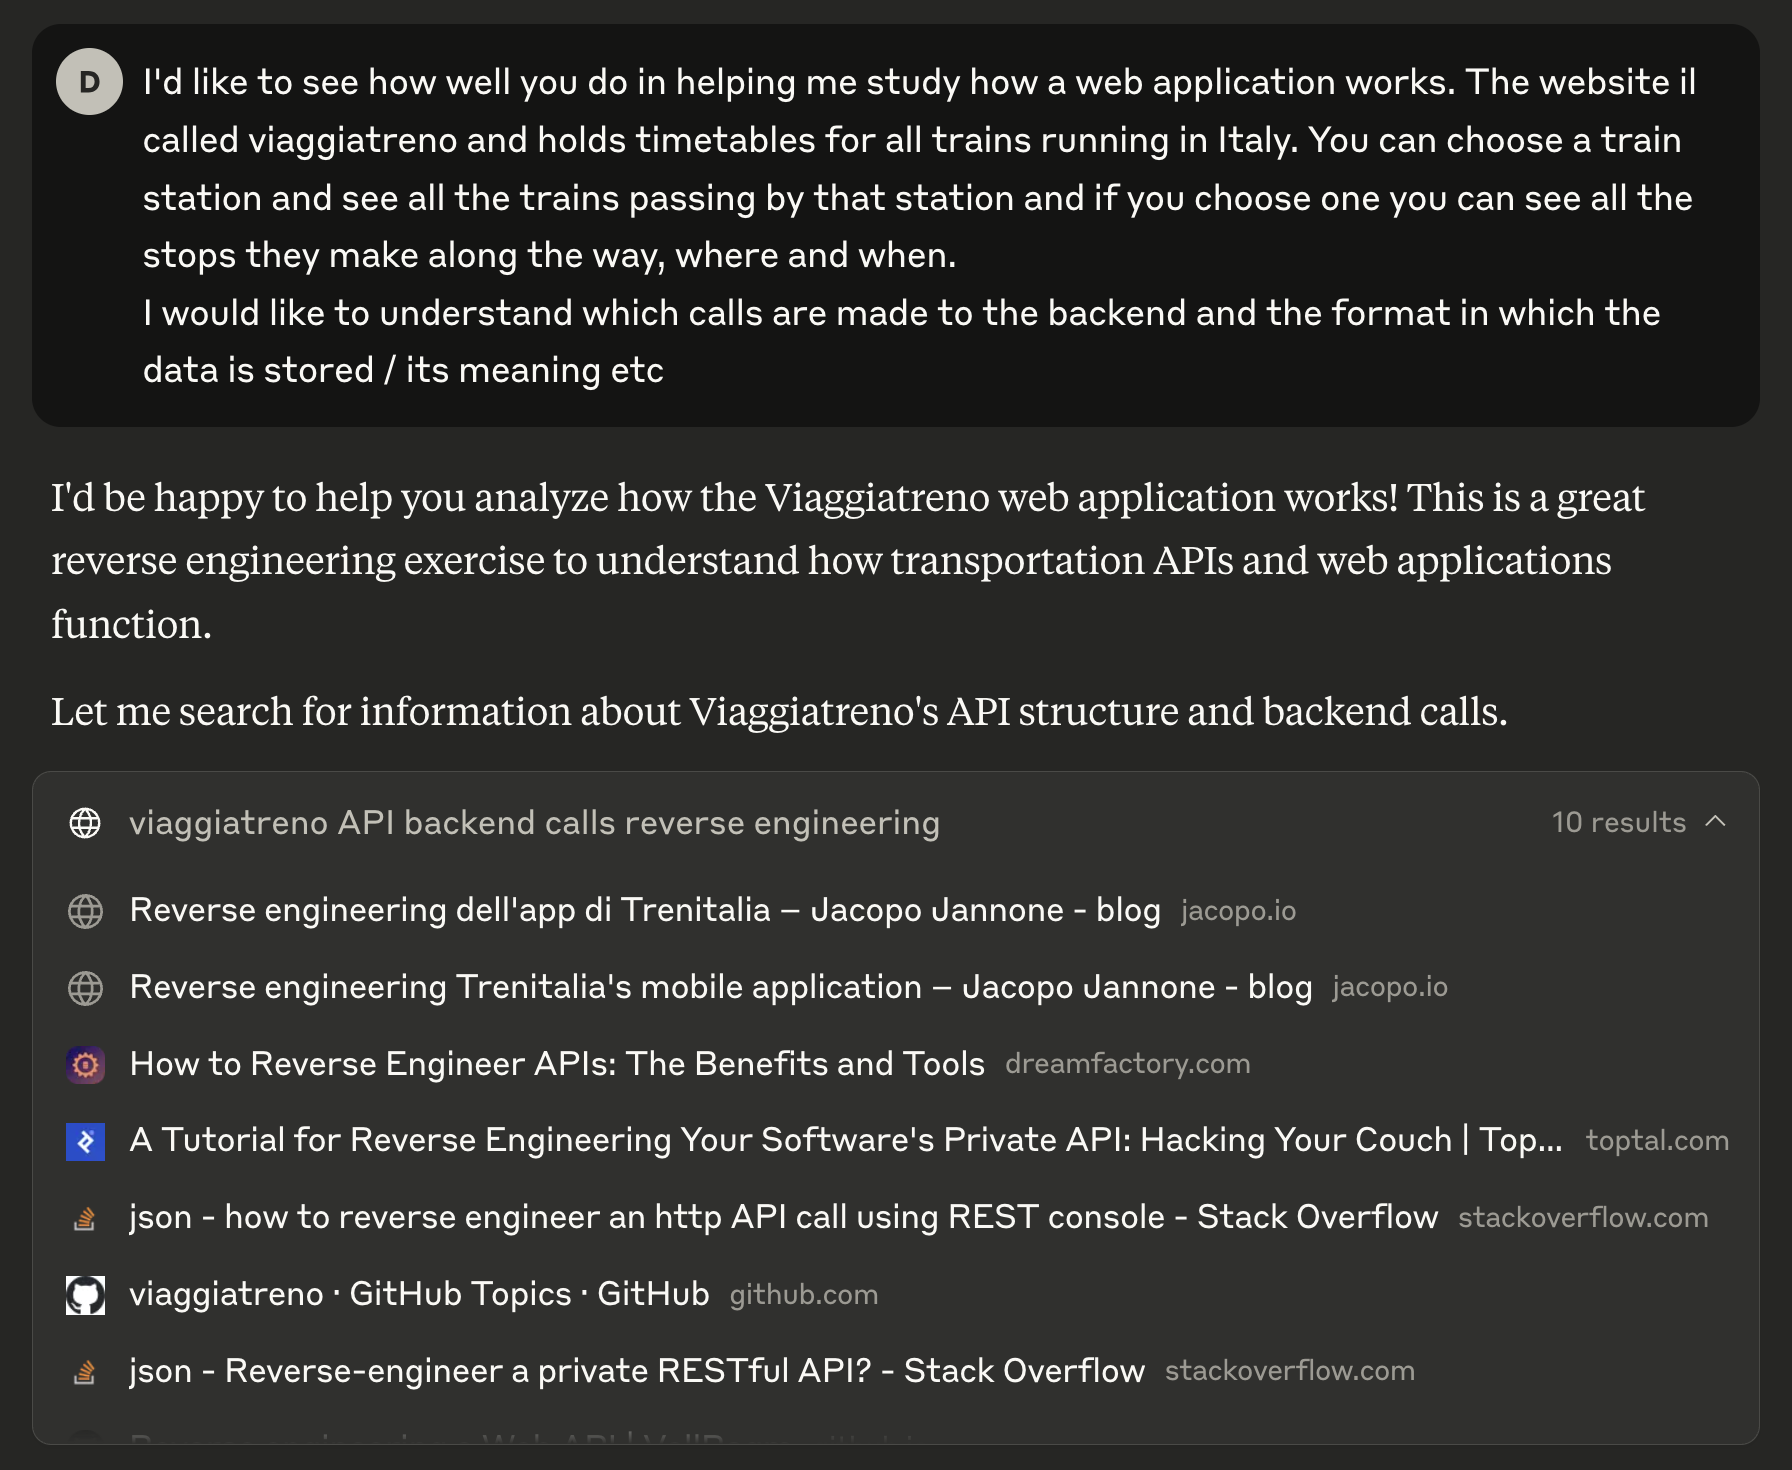 D
I'd like to see how well you do in helping me study how a web application works. The website il
called viaggiatreno and holds timetables for all trains running in Italy. You can choose a train
station and see all the trains passing by that station and if you choose one you can see all the
stops they make along the way, where and when.
I would like to understand which calls are made to the backend and the format in which the
data is stored / its meaning etc
I'd be happy to help you analyze how the Viaggiatreno web application works! This is a great
reverse engineering exercise to understand how transportation APIs and web applications
function.
Let me search for information about Viaggiatreno's API structure and backend calls.
viaggiatreno API backend calls reverse engineering 10 results
Reverse engineering dell'app di Trenitalia – Jacopo Jannone - blog jacopo.io
Reverse engineering Trenitalia's mobile application – Jacopo Jannone - blog jacopo.io
How to Reverse Engineer APIs: The Benefits and Tools dreamfactory.com
A Tutorial for Reverse Engineering Your Software's Private API: Hacking Your Couch | Top... toptal.com
json - how to reverse engineer an http API call using REST console - Stack Overflow stackoverflow.com
viaggiatreno · GitHub Topics · GitHub github.com
json - Reverse-engineer a private RESTful API? - Stack Overflow stackoverflow.com